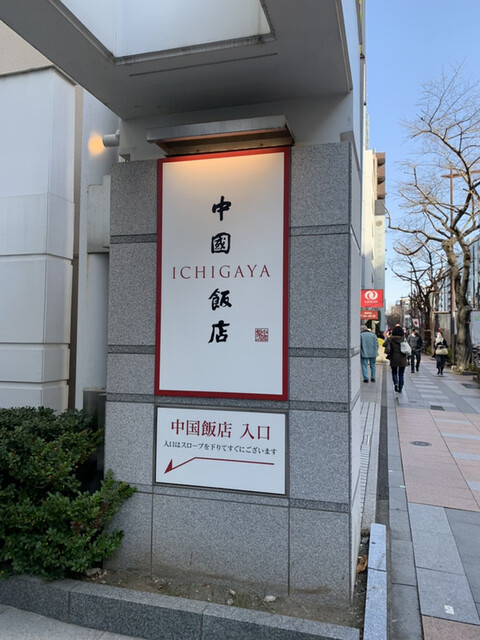 中
國
ICHIGAYA
飯
店
中国飯店 入口
入口はスロープを下りてすぐにございます